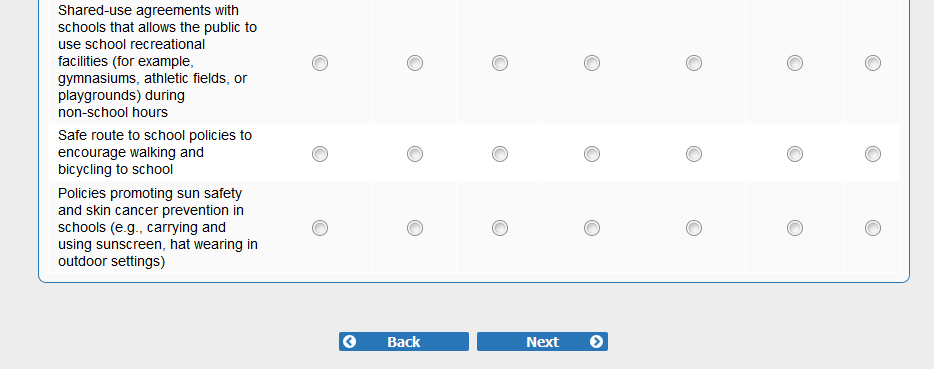 Shared-use agreements with
schools that allows the public to
use school recreational
facilities (for example,
gymnasiums, athletic fields, or
playgrounds) during
non-school hours
Safe route to school policies to
encourage walking and
bicycling to school
Policies promoting sun safety
and skin cancer prevention in
schools (e.g., carrying and
using sunscreen, hat wearing in
outdoor settings)
Back
Next